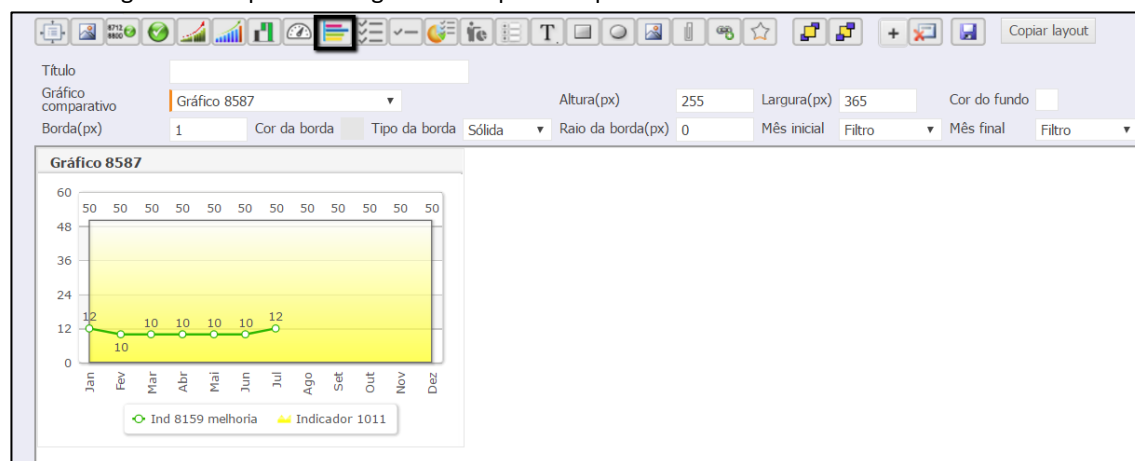 Copiar layout
Título
Gráfico comparativo Gráfico 8587 Altura(px) 255 Largura(px) 365 Cor do fundo
Borda(px) 1 Cor da borda Tipo da borda Sólida Raio da borda(px) 0 Mês inicial Filtro Mês final Filtro
Gráfico 8587
60
50 50 50 50 50 50 50 50 50 50 50 50
48
36
24
12 10 10 10 10 12
12
10
0
Jan Fev Mar Abr Mai Jun Jul Ago Set Out Nov Dez
Ind 8159 melhoria Indicador 1011